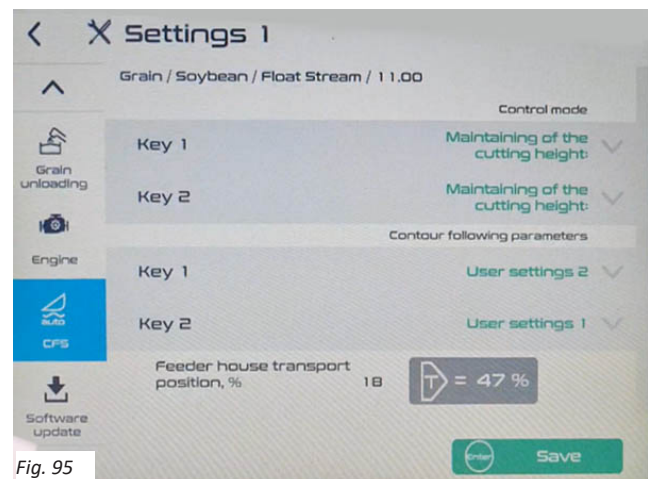 Settings 1
Grain / Soybean / Float Stream / 11.00
Control mode
Key 1
Maintaining of the
cutting height:
Key 2
Maintaining of the
cutting height:
Contour following parameters
Key 1
User settings 2
Key 2
User settings 1
Feeder house transport
position, %
18
T = 47 %
Enter
Save
Grain
unloading
Engine
auto
CFS
Software
update
Fig. 95